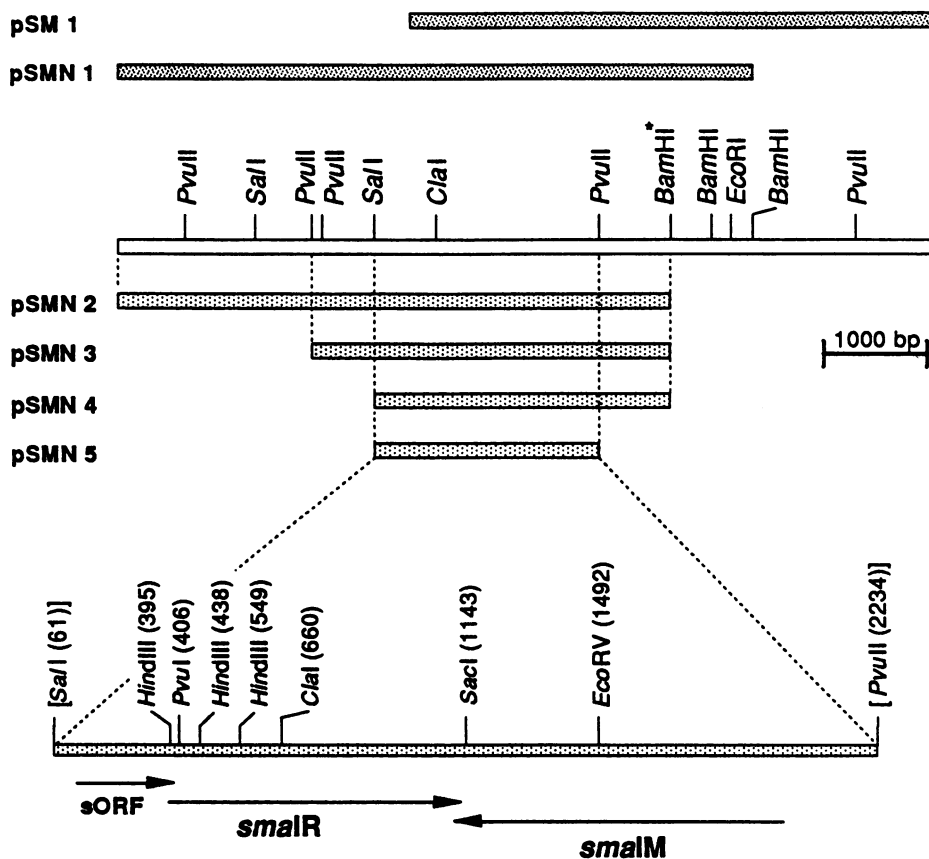 pSM 1
pSMN 1
PvuII
SalI
PvuII
PvuII
SalI
ClaI
PvuII
*
BamHI
BamHI
EcoRI
BamHI
PvuII
pSMN 2
pSMN 3
1000 bp
pSMN 4
pSMN 5
[SalI (61)]
HindIII (395)
PvuI (406)
HindIII (438)
HindIII (549)
ClaI (660)
SacI (1143)
EcoRV (1492)
[PvuII (2234)]
sORF
smaIR
smaIM